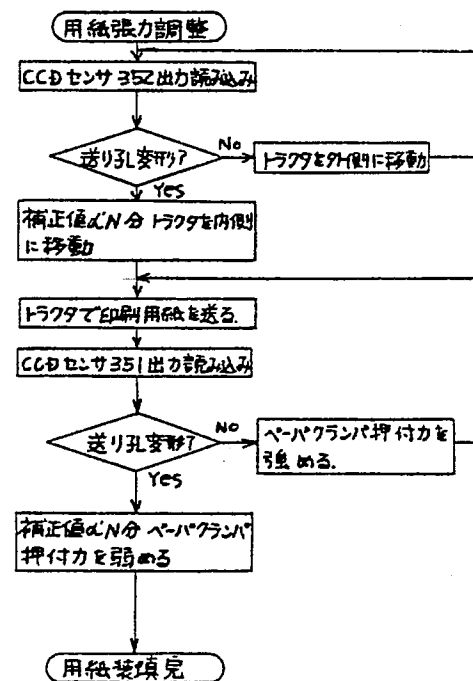 用紙張力調整
CCDセンサ352出力読み込み
送り孔変形?
No
トラクタを外側に移動
Yes
補正値αN分トラクタを内側
に移動
トラクタで印刷用紙を送る.
CCDセンサ351出力読み込み
送り孔変形?
No
ペーパクランパ押付力を
強める.
Yes
補正値αN分ペーパクランパ
押付力を弱める
用紙装填完